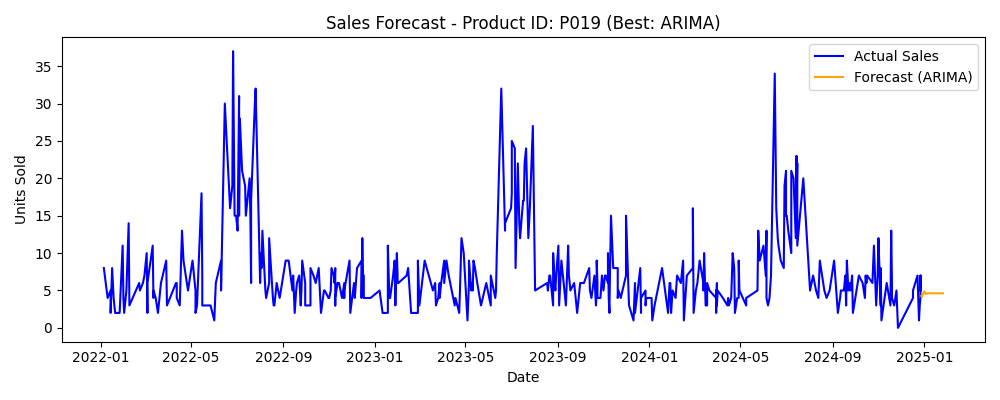 Sales Forecast - Product ID: P019 (Best: ARIMA)
Actual Sales
Forecast (ARIMA)
Units Sold
35
30
25
20
15
10
5
0
2022-01 2022-05 2022-09 2023-01 2023-05 2023-09 2024-01 2024-05 2024-09 2025-01
Date